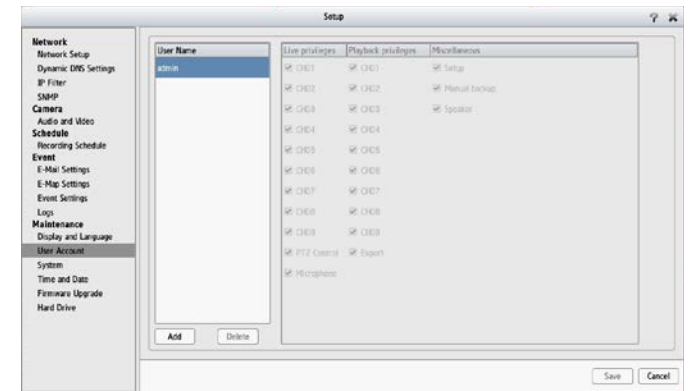 Setup
Network
Network Setup
Dynamic DNS Settings
IP Filter
SNMP
Camera
Audio and Video
Schedule
Recording Schedule
Event
E-Mail Settings
E-Map Settings
Event Settings
Logs
Maintenance
Display and Language
User Account
System
Time and Date
Firmware Upgrade
Hard Drive
User Name
admin
Add Delete
Live privileges Playback privileges Miscellaneous
CH01 CH01 Setup
CH02 CH02 Manual backup
CH03 CH03 Speaker
CH04 CH04
CH05 CH05
CH06 CH06
CH07 CH07
CH08 CH08
CH09 CH09
PTZ Control Export
Microphone
Save Cancel